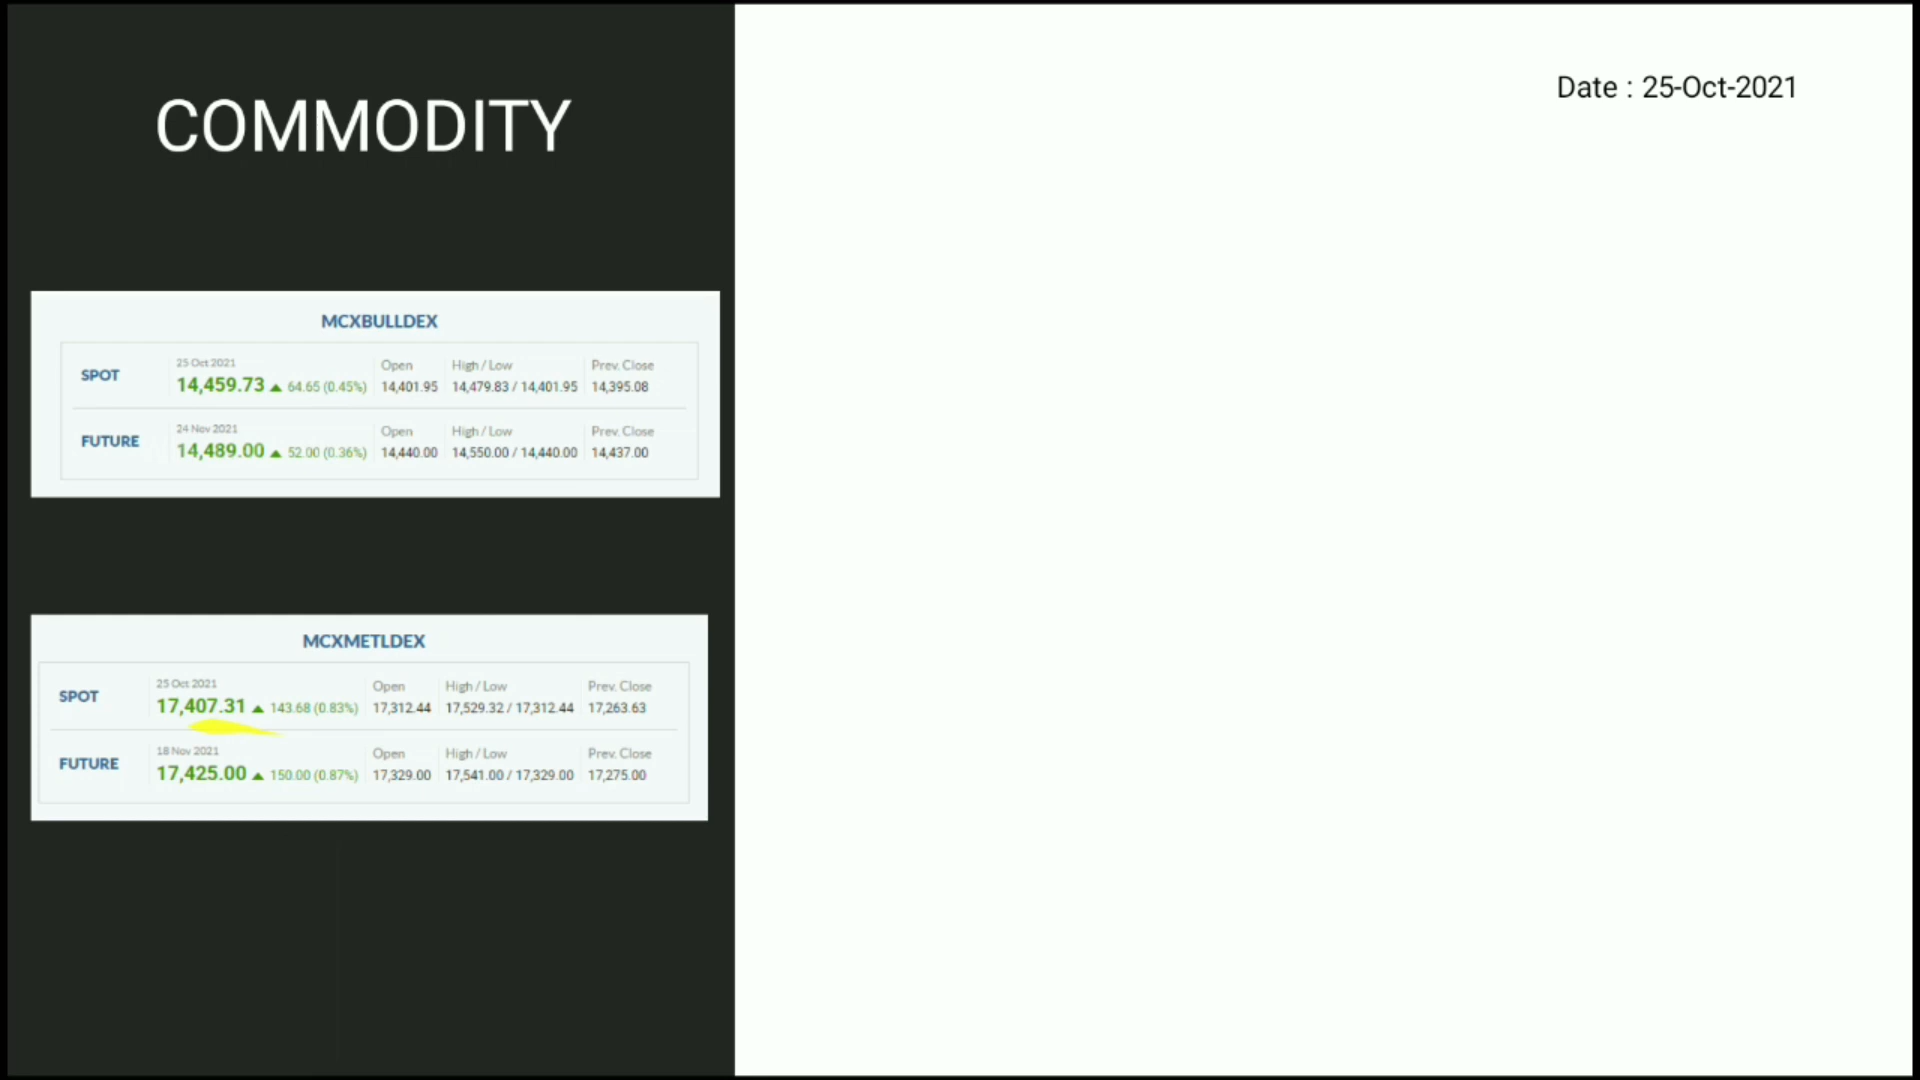 COMMODITY
Date : 25-Oct-2021
MCXBULLDEX
SPOT 25 Oct 2021 Open High / Low Prev. Close
14,459.73 ▲ 64.65 (0.45%) 14,401.95 14,479.83 / 14,401.95 14,395.08
FUTURE 24 Nov 2021 Open High / Low Prev. Close
14,489.00 ▲ 52.00 (0.36%) 14,440.00 14,550.00 / 14,440.00 14,437.00
MCXMETLDEX
SPOT 25 Oct 2021 Open High / Low Prev. Close
17,407.31 ▲ 143.68 (0.83%) 17,312.44 17,529.32 / 17,312.44 17,263.63
FUTURE 18 Nov 2021 Open High / Low Prev. Close
17,425.00 ▲ 150.00 (0.87%) 17,329.00 17,541.00 / 17,329.00 17,275.00